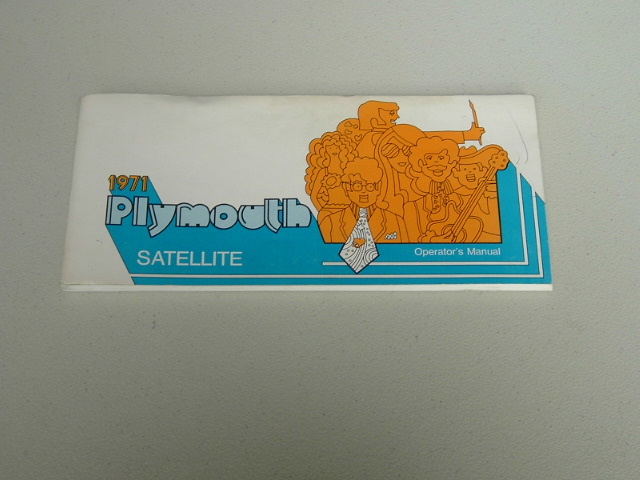 1971
Plymouth
SATELLITE
Operator's Manual